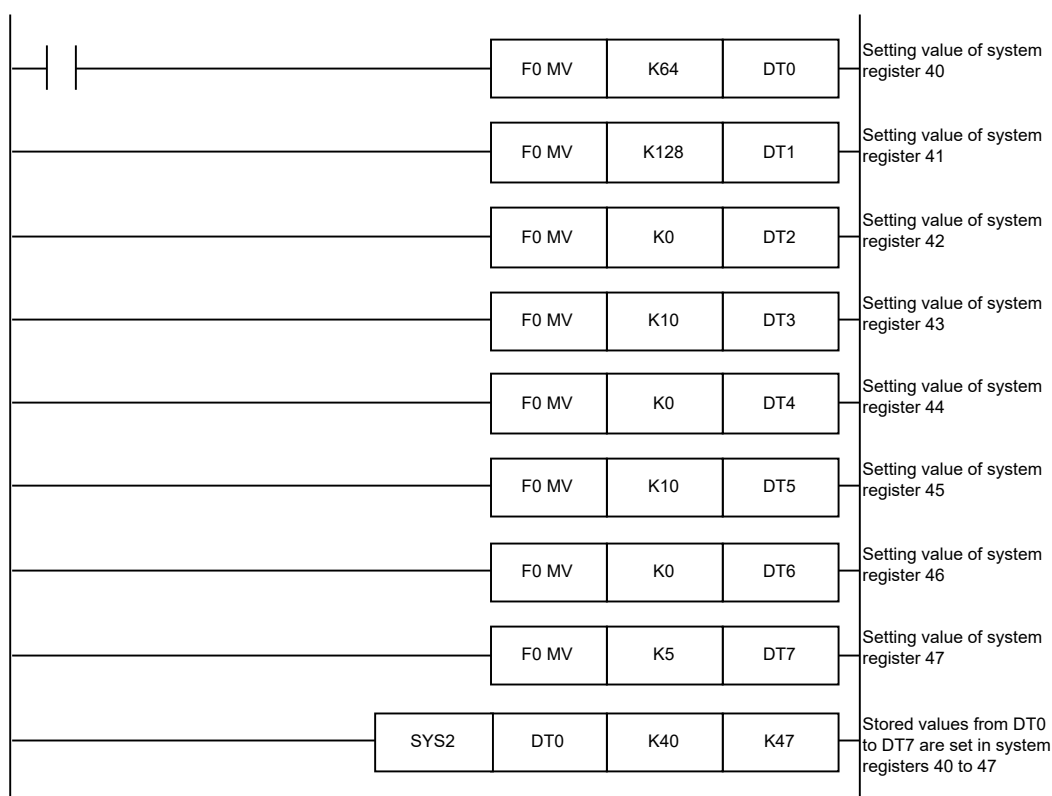 F0 MV K64 DT0 Setting value of system
register 40
F0 MV K128 DT1 Setting value of system
register 41
F0 MV K0 DT2 Setting value of system
register 42
F0 MV K10 DT3 Setting value of system
register 43
F0 MV K0 DT4 Setting value of system
register 44
F0 MV K10 DT5 Setting value of system
register 45
F0 MV K0 DT6 Setting value of system
register 46
F0 MV K5 DT7 Setting value of system
register 47
SYS2 DT0 K40 K47 Stored values from DT0
to DT7 are set in system
registers 40 to 47